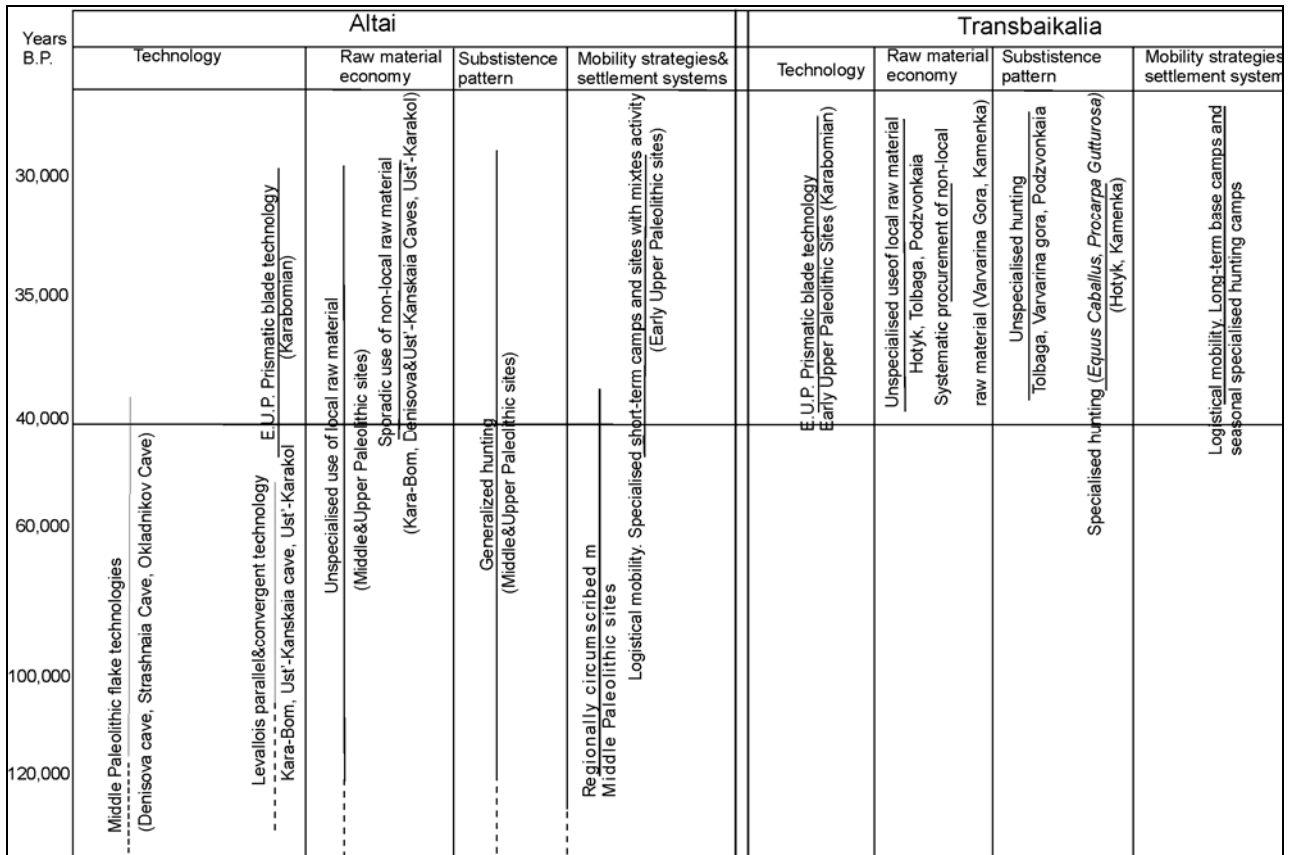 Altai
Transbaikalia
Years
B.P.
Technology
Raw material
economy
Substistence
pattern
Mobility strategies&
settlement systems
Technology
Raw material
economy
Substistence
pattern
Mobility strategies
settlement system
30,000
35,000
40,000
60,000
100,000
120,000
Middle Paleolithic flake technologies
(Denisova cave, Strashnaia Cave, Okladnikov Cave)
E.U.P. Prismatic blade technology
(Karabomian)
Levallois parallel&convergent technology
Kara-Bom, Ust'-Kanskaia cave, Ust'-Karakol
Unspecialised use of local raw material
(Middle&Upper Paleolithic sites)
Sporadic use of non-local raw material
(Kara-Bom, Denisova&Ust'-Kanskaia Caves, Ust'-Karakol)
Generalized hunting
(Middle&Upper Paleolithic sites)
Regionally circumscribed m
Middle Paleolithic sites
Logistical mobility. Specialised short-term camps and sites with mixtes activity
(Early Upper Paleolithic sites)
E.U.P. Prismatic blade technology
Early Upper Paleolithic Sites (Karabomian)
Unspecialised useof local raw material
Hotyk, Tolbaga, Podzvonkaia
Systematic procurement of non-local
raw material (Varvarina Gora, Kamenka)
Unspecialised hunting
Tolbaga, Varvarina gora, Podzvonkaia
Specialised hunting (Equus Caballus, Procarpa Gutturosa)
(Hotyk, Kamenka)
Logistical mobility. Long-term base camps and
seasonal specialised hunting camps